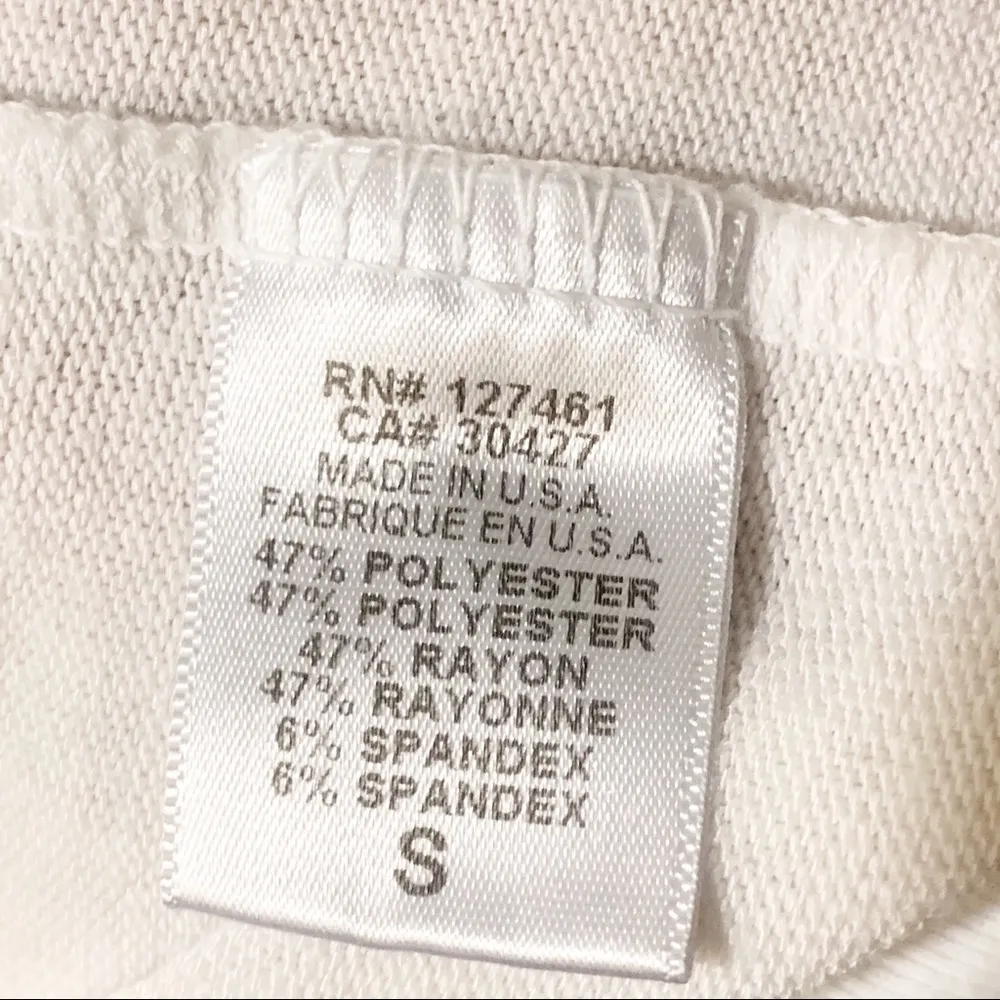 RN# 127461
CA# 30427
MADE IN U.S.A.
FABRIQUE EN U.S.A.
47% POLYESTER
47% POLYESTER
47% RAYON
47% RAYONNE
6% SPANDEX
6% SPANDEX
S